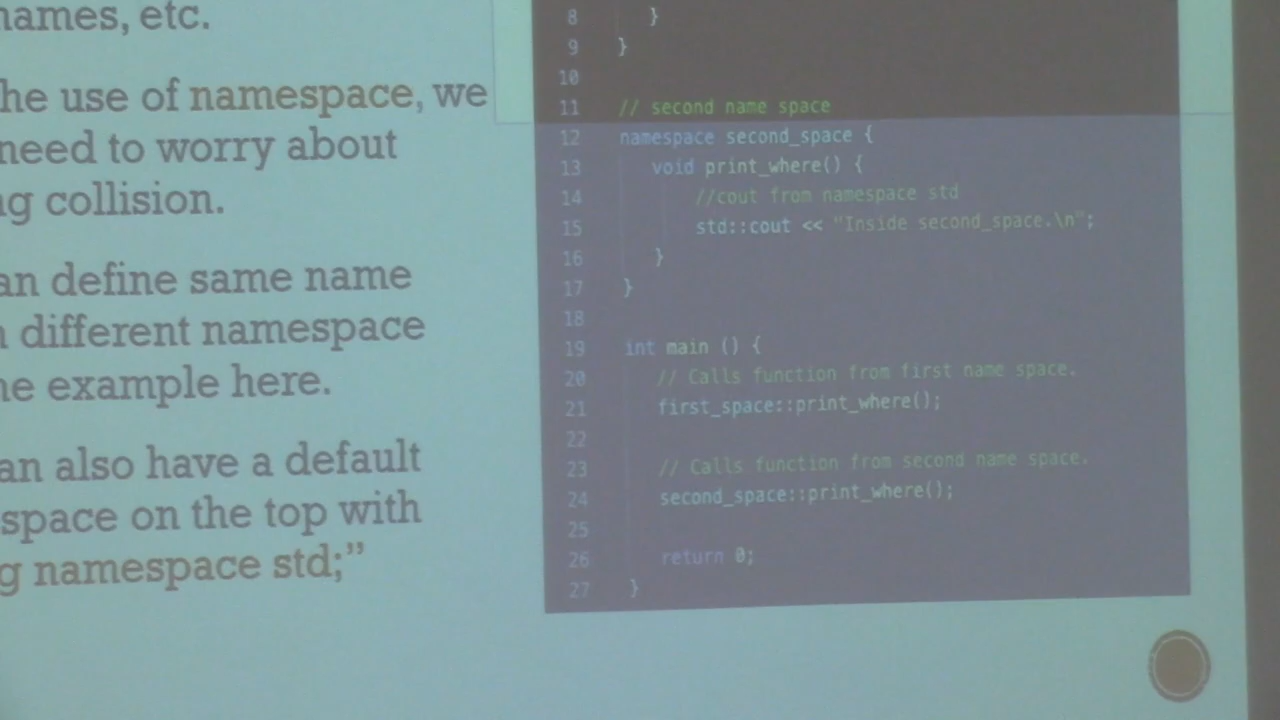 names, etc.
he use of namespace, we
need to worry about
ng collision.
an define same name
different namespace
he example here.
an also have a default
space on the top with
g namespace std;”
8 }
9 }
10
11 // second name space
12 namespace second_space {
13 void print_where() {
14 //cout from namespace std
15 std::cout << "Inside second_space.\n";
16 }
17 }
18
19 int main () {
20 // Calls function from first name space.
21 first_space::print_where();
22
23 // Calls function from second name space.
24 second_space::print_where();
25
26 return 0;
27 }